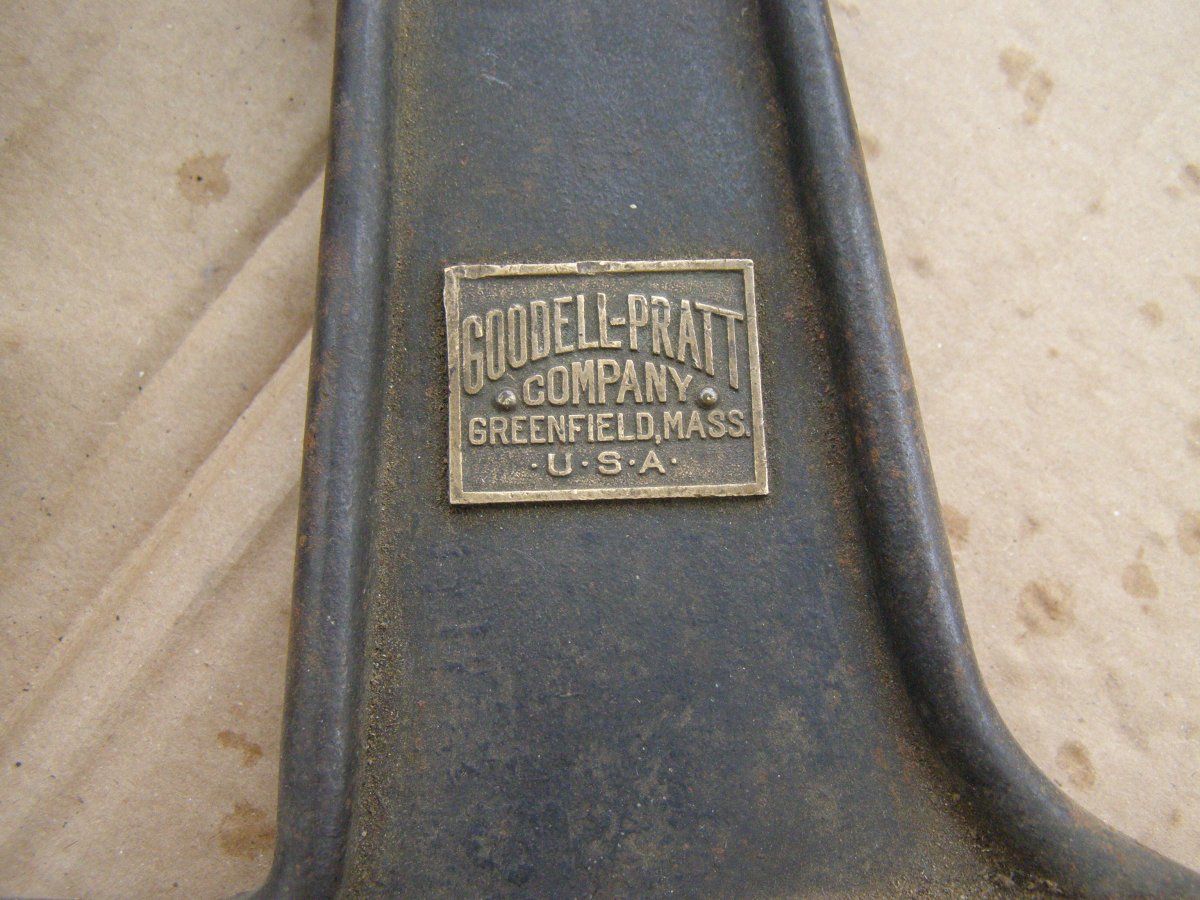 GOODELL-PRATT
COMPANY
GREENFIELD, MASS.
·U·S·A·